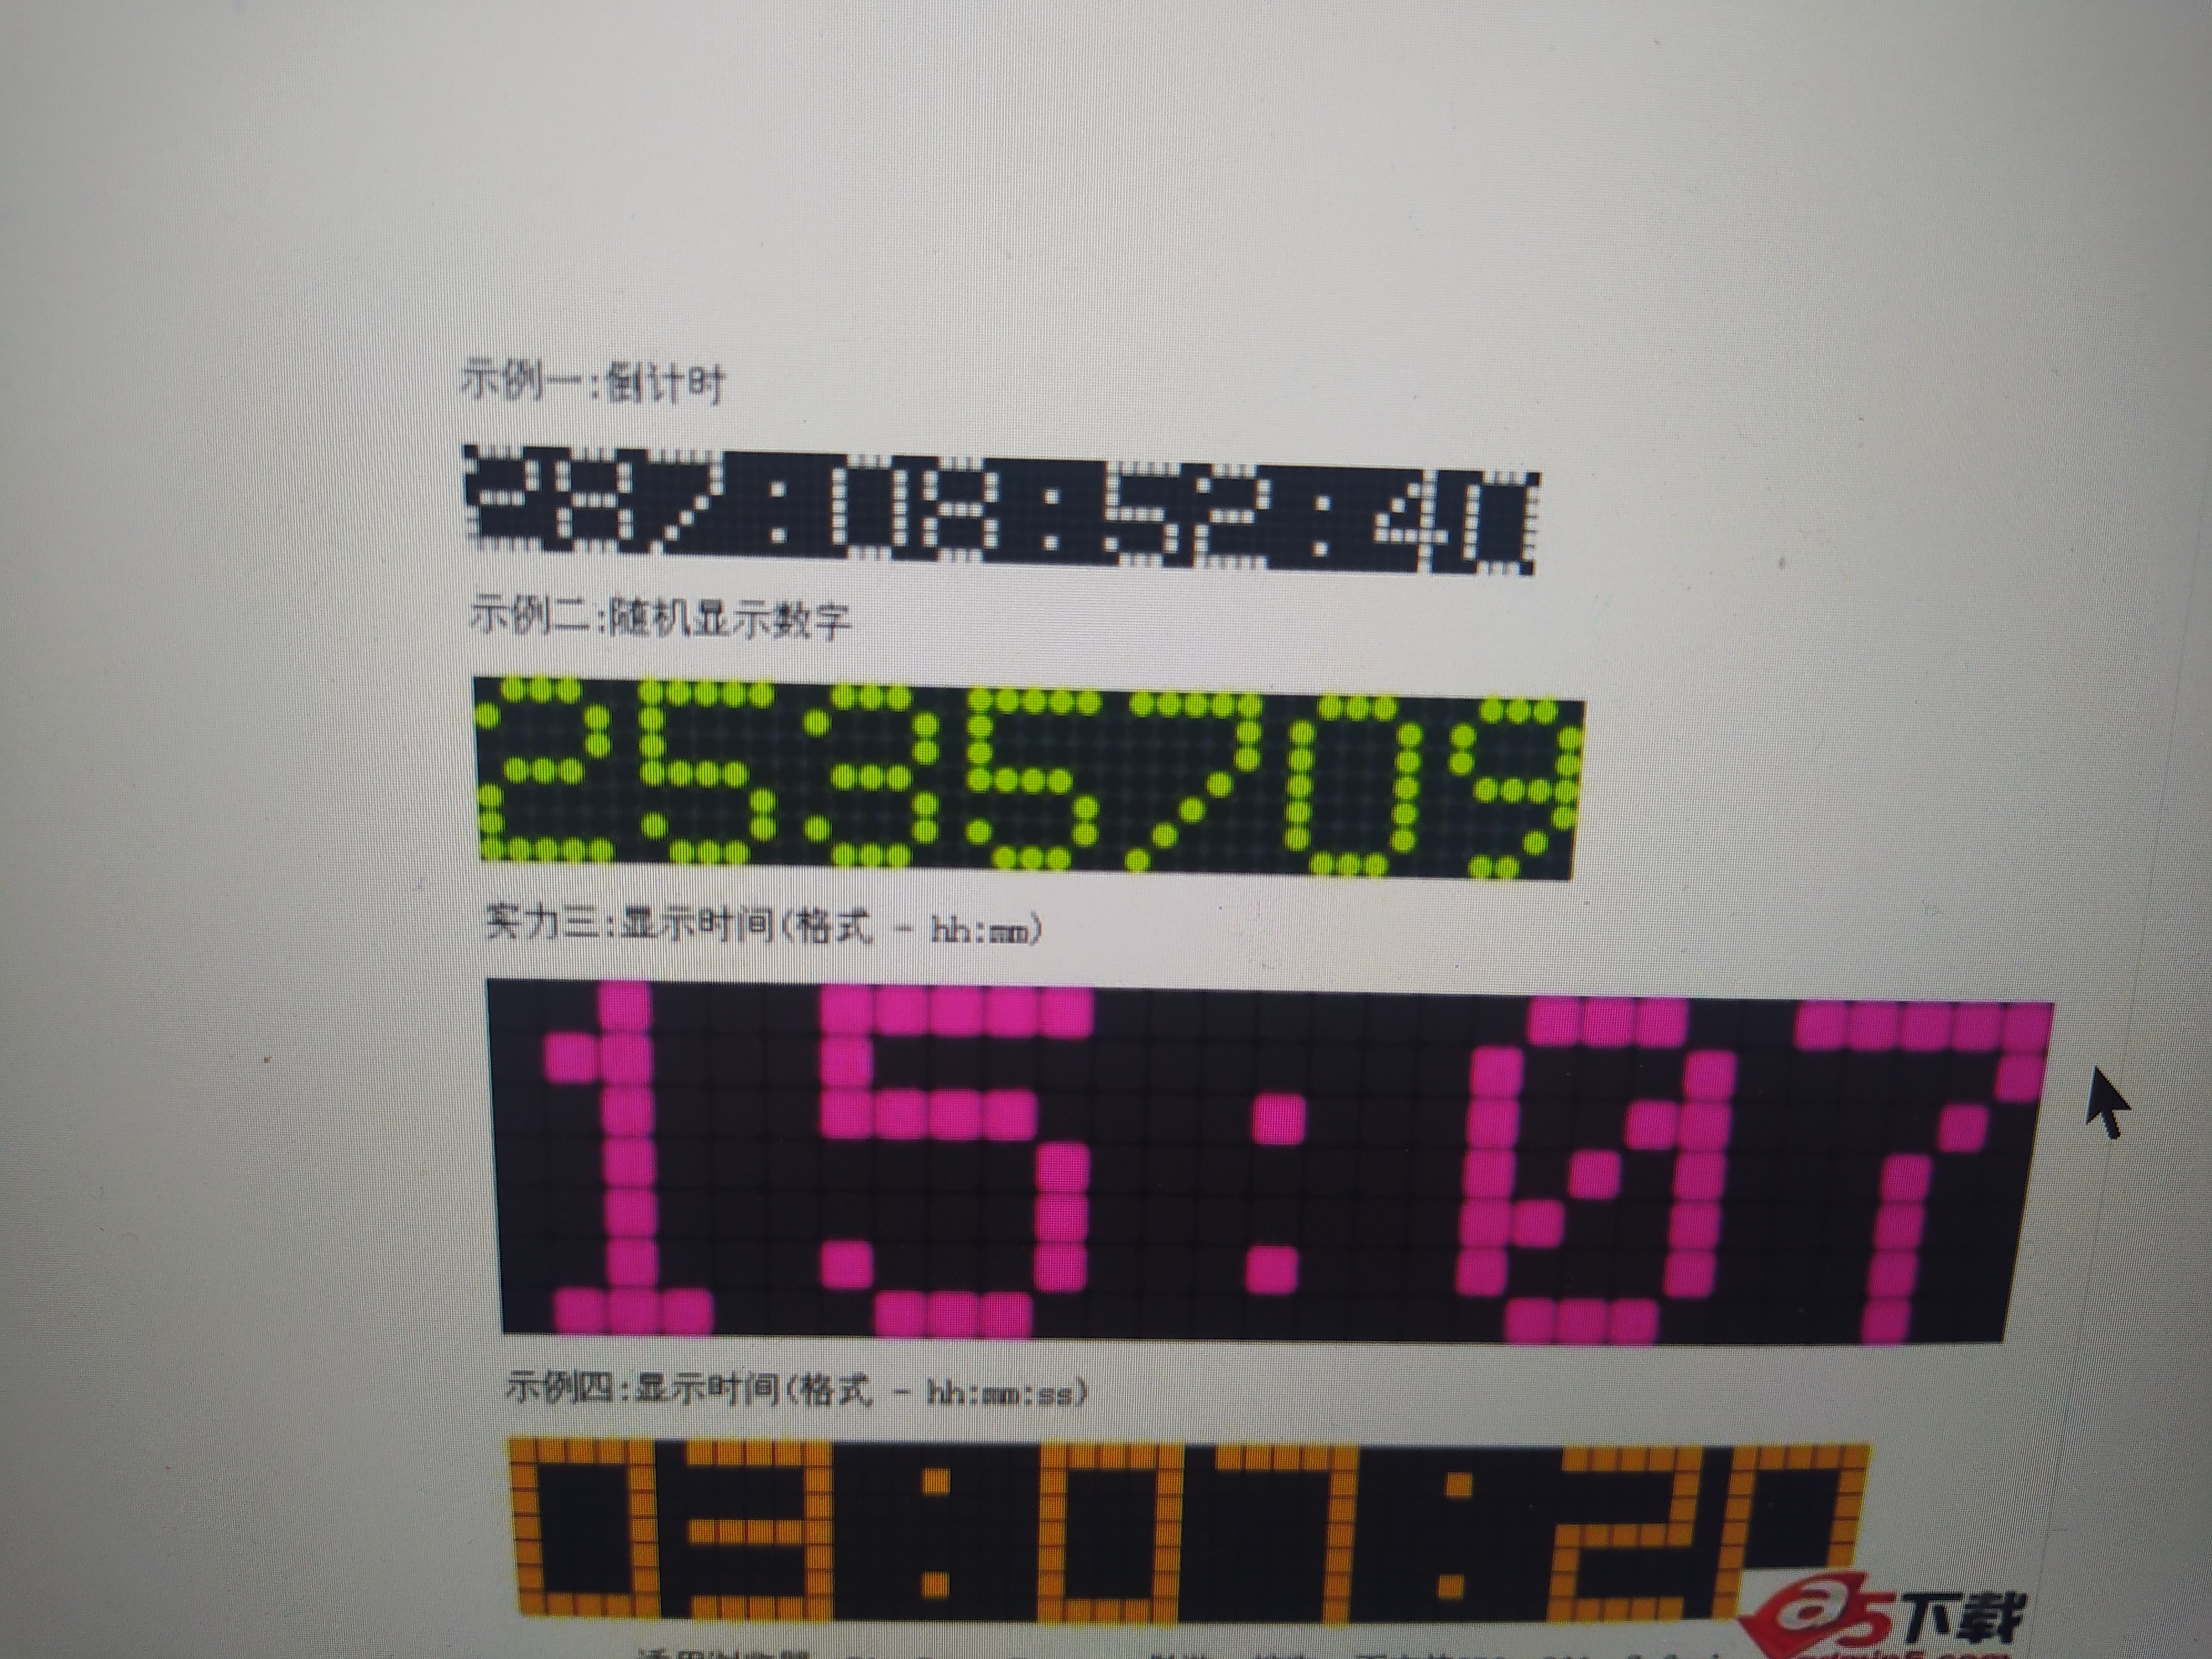 示例一:倒计时
287:08:52:40
示例二:随机显示数字
2535709
实力三:显示时间(格式 - hh:mm)
15:07
示例四:显示时间(格式 - hh:mm:ss)
03:07:20
a5下载